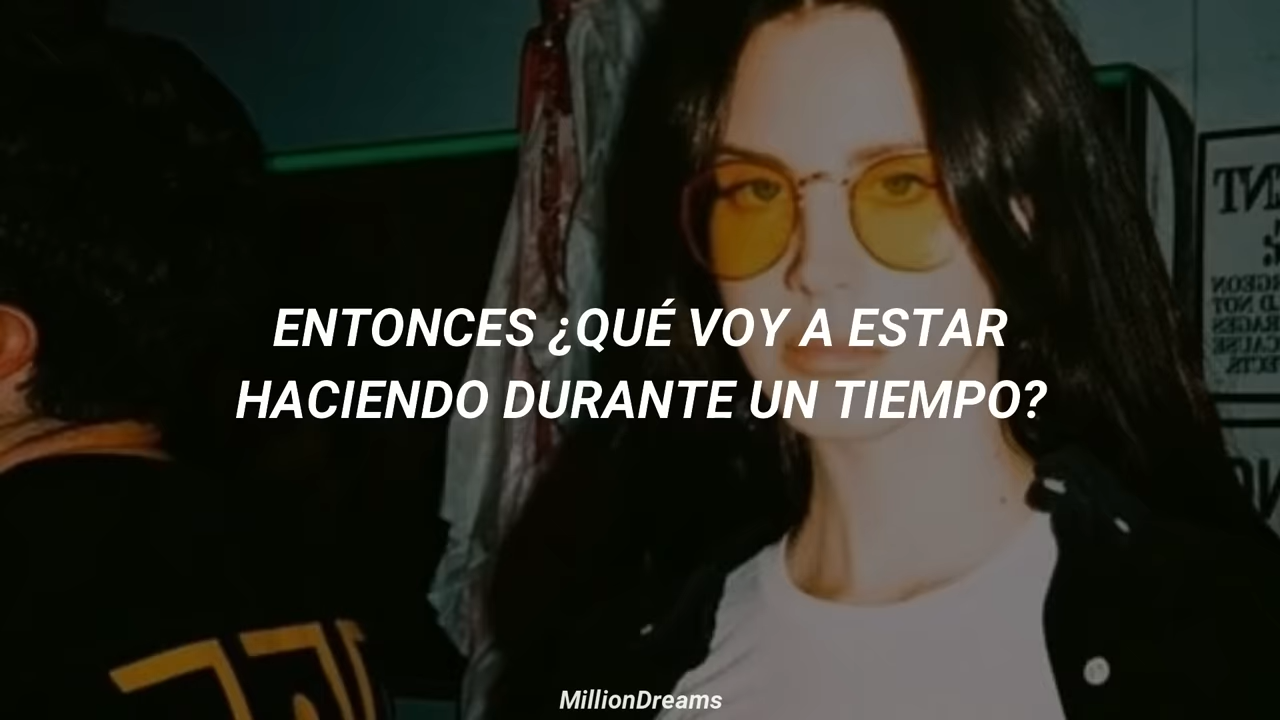 ENTONCES ¿QUÉ VOY A ESTAR
HACIENDO DURANTE UN TIEMPO?
MillionDreams